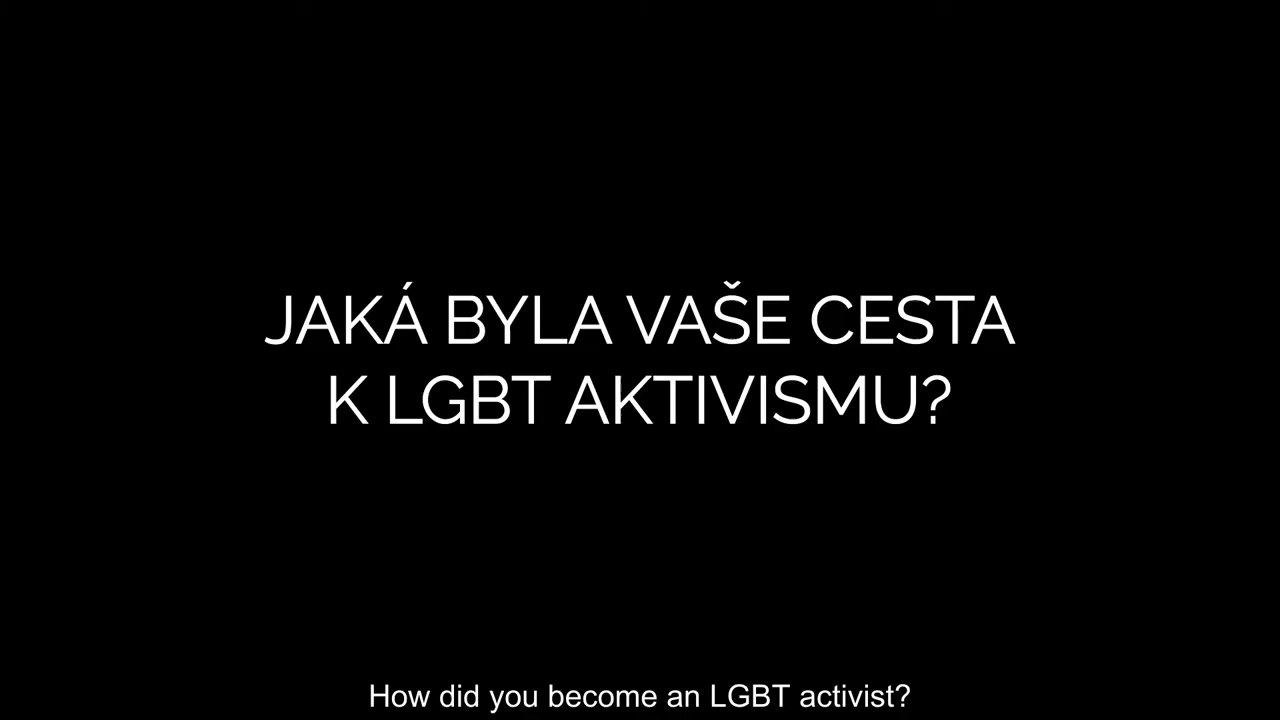 JAKÁ BYLA VAŠE CESTA
K LGBT AKTIVISMU?
How did you become an LGBT activist?